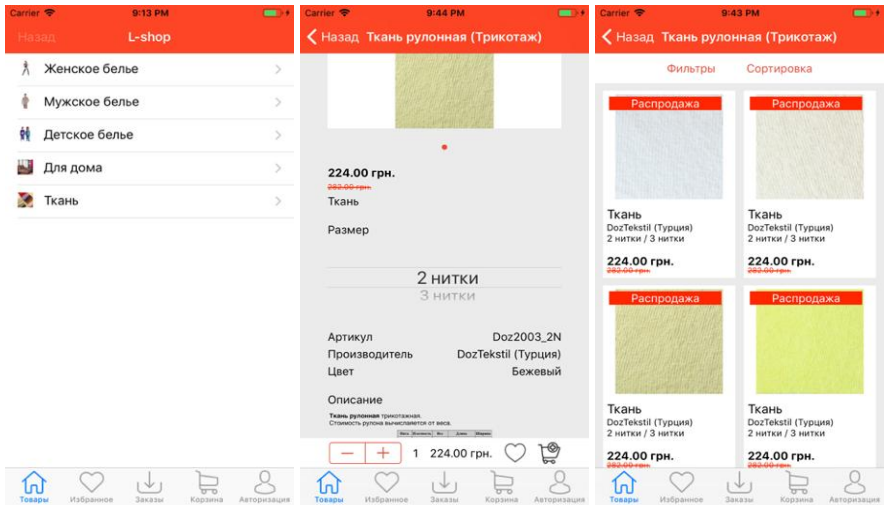 Carrier 9:13 PM
Назад L-shop
Женское белье
Мужское белье
Детское белье
Для дома
Ткань
Товары Избранное Заказы Корзина Авторизация
Carrier 9:44 PM
Назад Ткань рулонная (Трикотаж)
224.00 грн.
282.00 грн.
Ткань
Размер
2 нитки
3 нитки
Артикул Doz2003_2N
Производитель DozTekstil (Турция)
Цвет Бежевый
Описание
Ткань рулонная трикотажная.
Стоимость рулона вычисляется от веса.
− + 1 224.00 грн.
Товары Избранное Заказы Корзина Авторизация
Carrier 9:43 PM
Назад Ткань рулонная (Трикотаж)
Фильтры Сортировка
Распродажа Распродажа
Ткань Ткань
DozTekstil (Турция) DozTekstil (Турция)
2 нитки / 3 нитки 2 нитки / 3 нитки
224.00 грн. 224.00 грн.
282.00 грн. 282.00 грн.
Распродажа Распродажа
Ткань Ткань
DozTekstil (Турция) DozTekstil (Турция)
2 нитки / 3 нитки 2 нитки / 3 нитки
224.00 грн. 224.00 грн.
282.00 грн. 282.00 грн.
Товары Избранное Заказы Корзина Авторизация